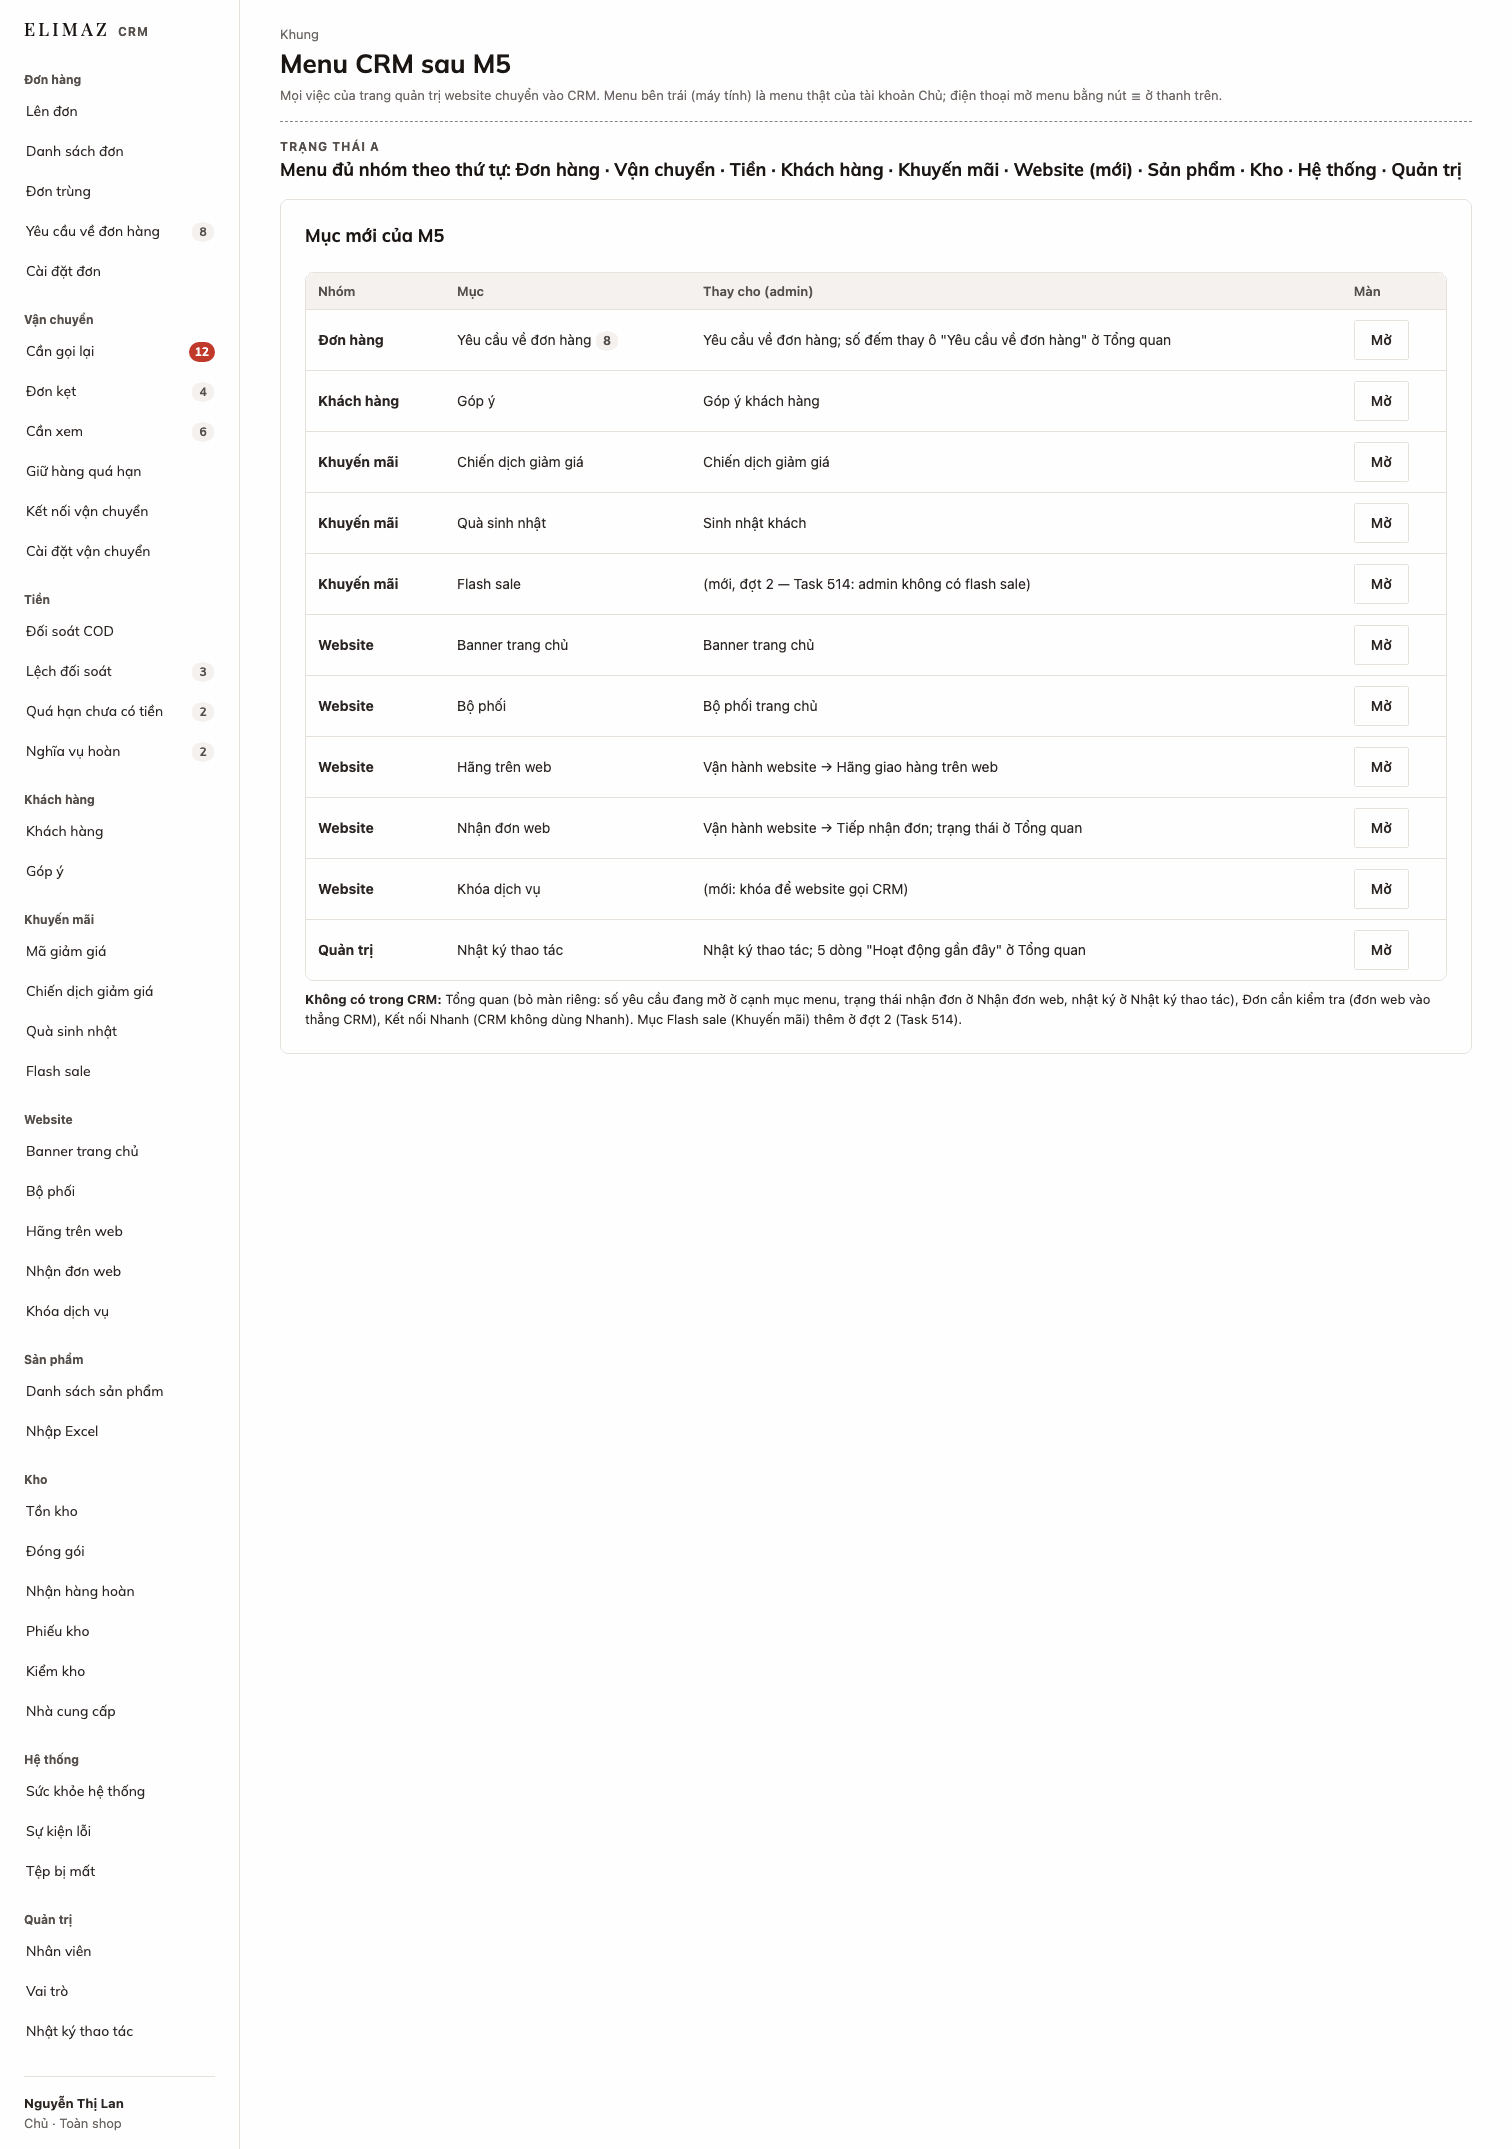 ELIMAZ CRM
Đơn hàng
Lên đơn
Danh sách đơn
Đơn trùng
Yêu cầu về đơn hàng 8
Cài đặt đơn
Vận chuyển
Cần gọi lại 12
Đơn kẹt 4
Cần xem 6
Giữ hàng quá hạn
Kết nối vận chuyển
Cài đặt vận chuyển
Tiền
Đối soát COD
Lệch đối soát 3
Quá hạn chưa có tiền 2
Nghĩa vụ hoàn 2
Khách hàng
Khách hàng
Góp ý
Khuyến mãi
Mã giảm giá
Chiến dịch giảm giá
Quà sinh nhật
Flash sale
Website
Banner trang chủ
Bộ phối
Hãng trên web
Nhận đơn web
Khóa dịch vụ
Sản phẩm
Danh sách sản phẩm
Nhập Excel
Kho
Tồn kho
Đóng gói
Nhận hàng hoàn
Phiếu kho
Kiểm kho
Nhà cung cấp
Hệ thống
Sức khỏe hệ thống
Sự kiện lỗi
Tệp bị mất
Quản trị
Nhân viên
Vai trò
Nhật ký thao tác
Nguyễn Thị Lan
Chủ · Toàn shop
Khung
Menu CRM sau M5
Mọi việc của trang quản trị website chuyển vào CRM. Menu bên trái (máy tính) là menu thật của tài khoản Chủ; điện thoại mở menu bằng nút ≡ ở thanh trên.
TRẠNG THÁI A
Menu đủ nhóm theo thứ tự: Đơn hàng · Vận chuyển · Tiền · Khách hàng · Khuyến mãi · Website (mới) · Sản phẩm · Kho · Hệ thống · Quản trị
Mục mới của M5
Nhóm Mục Thay cho (admin) Màn
Đơn hàng Yêu cầu về đơn hàng 8 Yêu cầu về đơn hàng; số đếm thay ô "Yêu cầu về đơn hàng" ở Tổng quan Mở
Khách hàng Góp ý Góp ý khách hàng Mở
Khuyến mãi Chiến dịch giảm giá Chiến dịch giảm giá Mở
Khuyến mãi Quà sinh nhật Sinh nhật khách Mở
Khuyến mãi Flash sale (mới, đợt 2 — Task 514: admin không có flash sale) Mở
Website Banner trang chủ Banner trang chủ Mở
Website Bộ phối Bộ phối trang chủ Mở
Website Hãng trên web Vận hành website → Hãng giao hàng trên web Mở
Website Nhận đơn web Vận hành website → Tiếp nhận đơn; trạng thái ở Tổng quan Mở
Website Khóa dịch vụ (mới: khóa để website gọi CRM) Mở
Quản trị Nhật ký thao tác Nhật ký thao tác; 5 dòng "Hoạt động gần đây" ở Tổng quan Mở
Không có trong CRM: Tổng quan (bỏ màn riêng: số yêu cầu đang mở ở cạnh mục menu, trạng thái nhận đơn ở Nhận đơn web, nhật ký ở Nhật ký thao tác), Đơn cần kiểm tra (đơn web vào
thẳng CRM), Kết nối Nhanh (CRM không dùng Nhanh). Mục Flash sale (Khuyến mãi) thêm ở đợt 2 (Task 514).